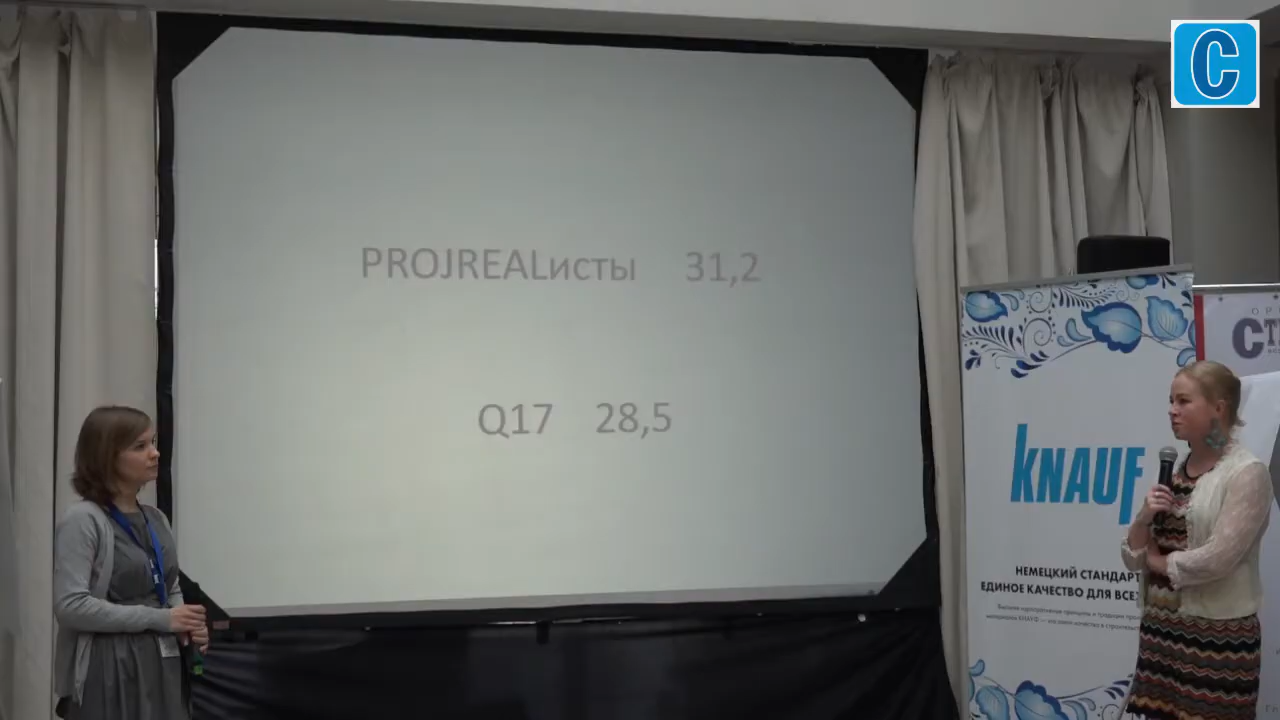 C
PROJREALисты 31,2
Q17 28,5
KNAUF
НЕМЕЦКИЙ СТАНДАРТ
ЕДИНОЕ КАЧЕСТВО ДЛЯ ВСЕХ